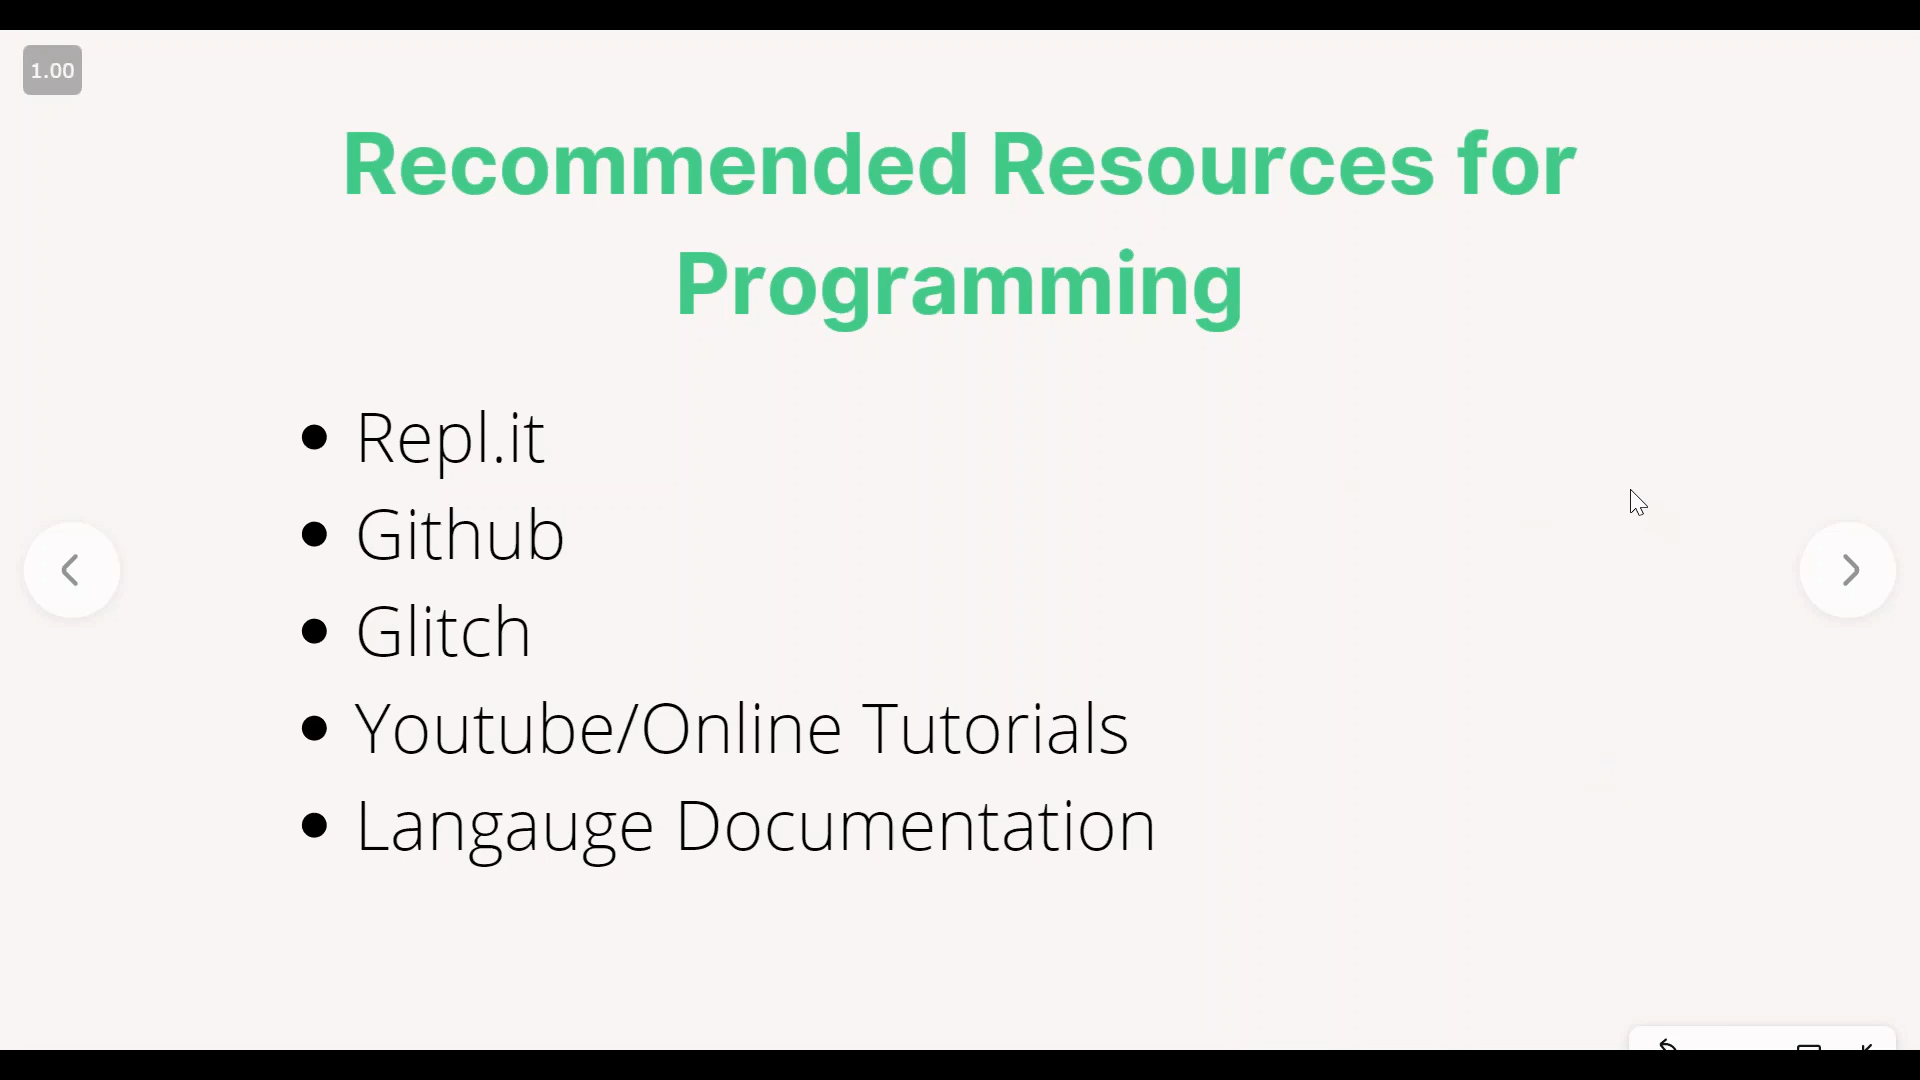 1.00
Recommended Resources for
Programming
Repl.it
Github
Glitch
Youtube/Online Tutorials
Langauge Documentation